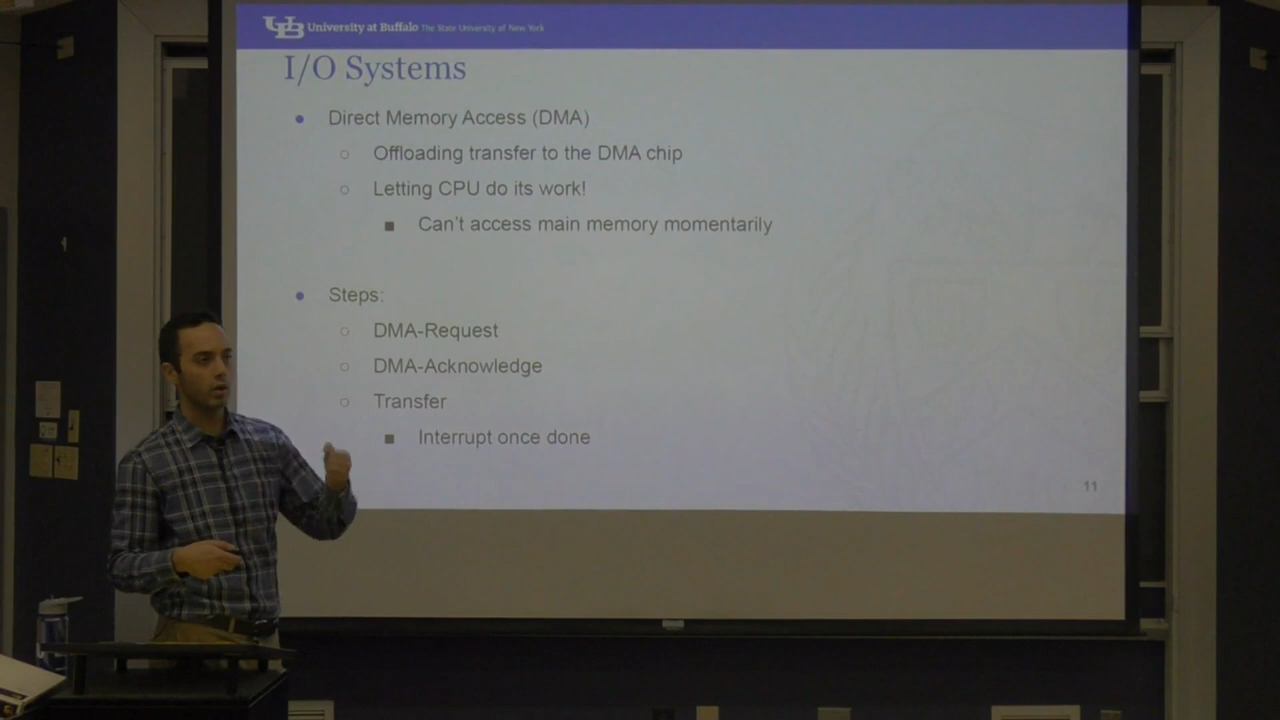 University at Buffalo The State University of New York
I/O Systems
Direct Memory Access (DMA)
Offloading transfer to the DMA chip
Letting CPU do its work!
Can't access main memory momentarily
Steps:
DMA-Request
DMA-Acknowledge
Transfer
Interrupt once done
11